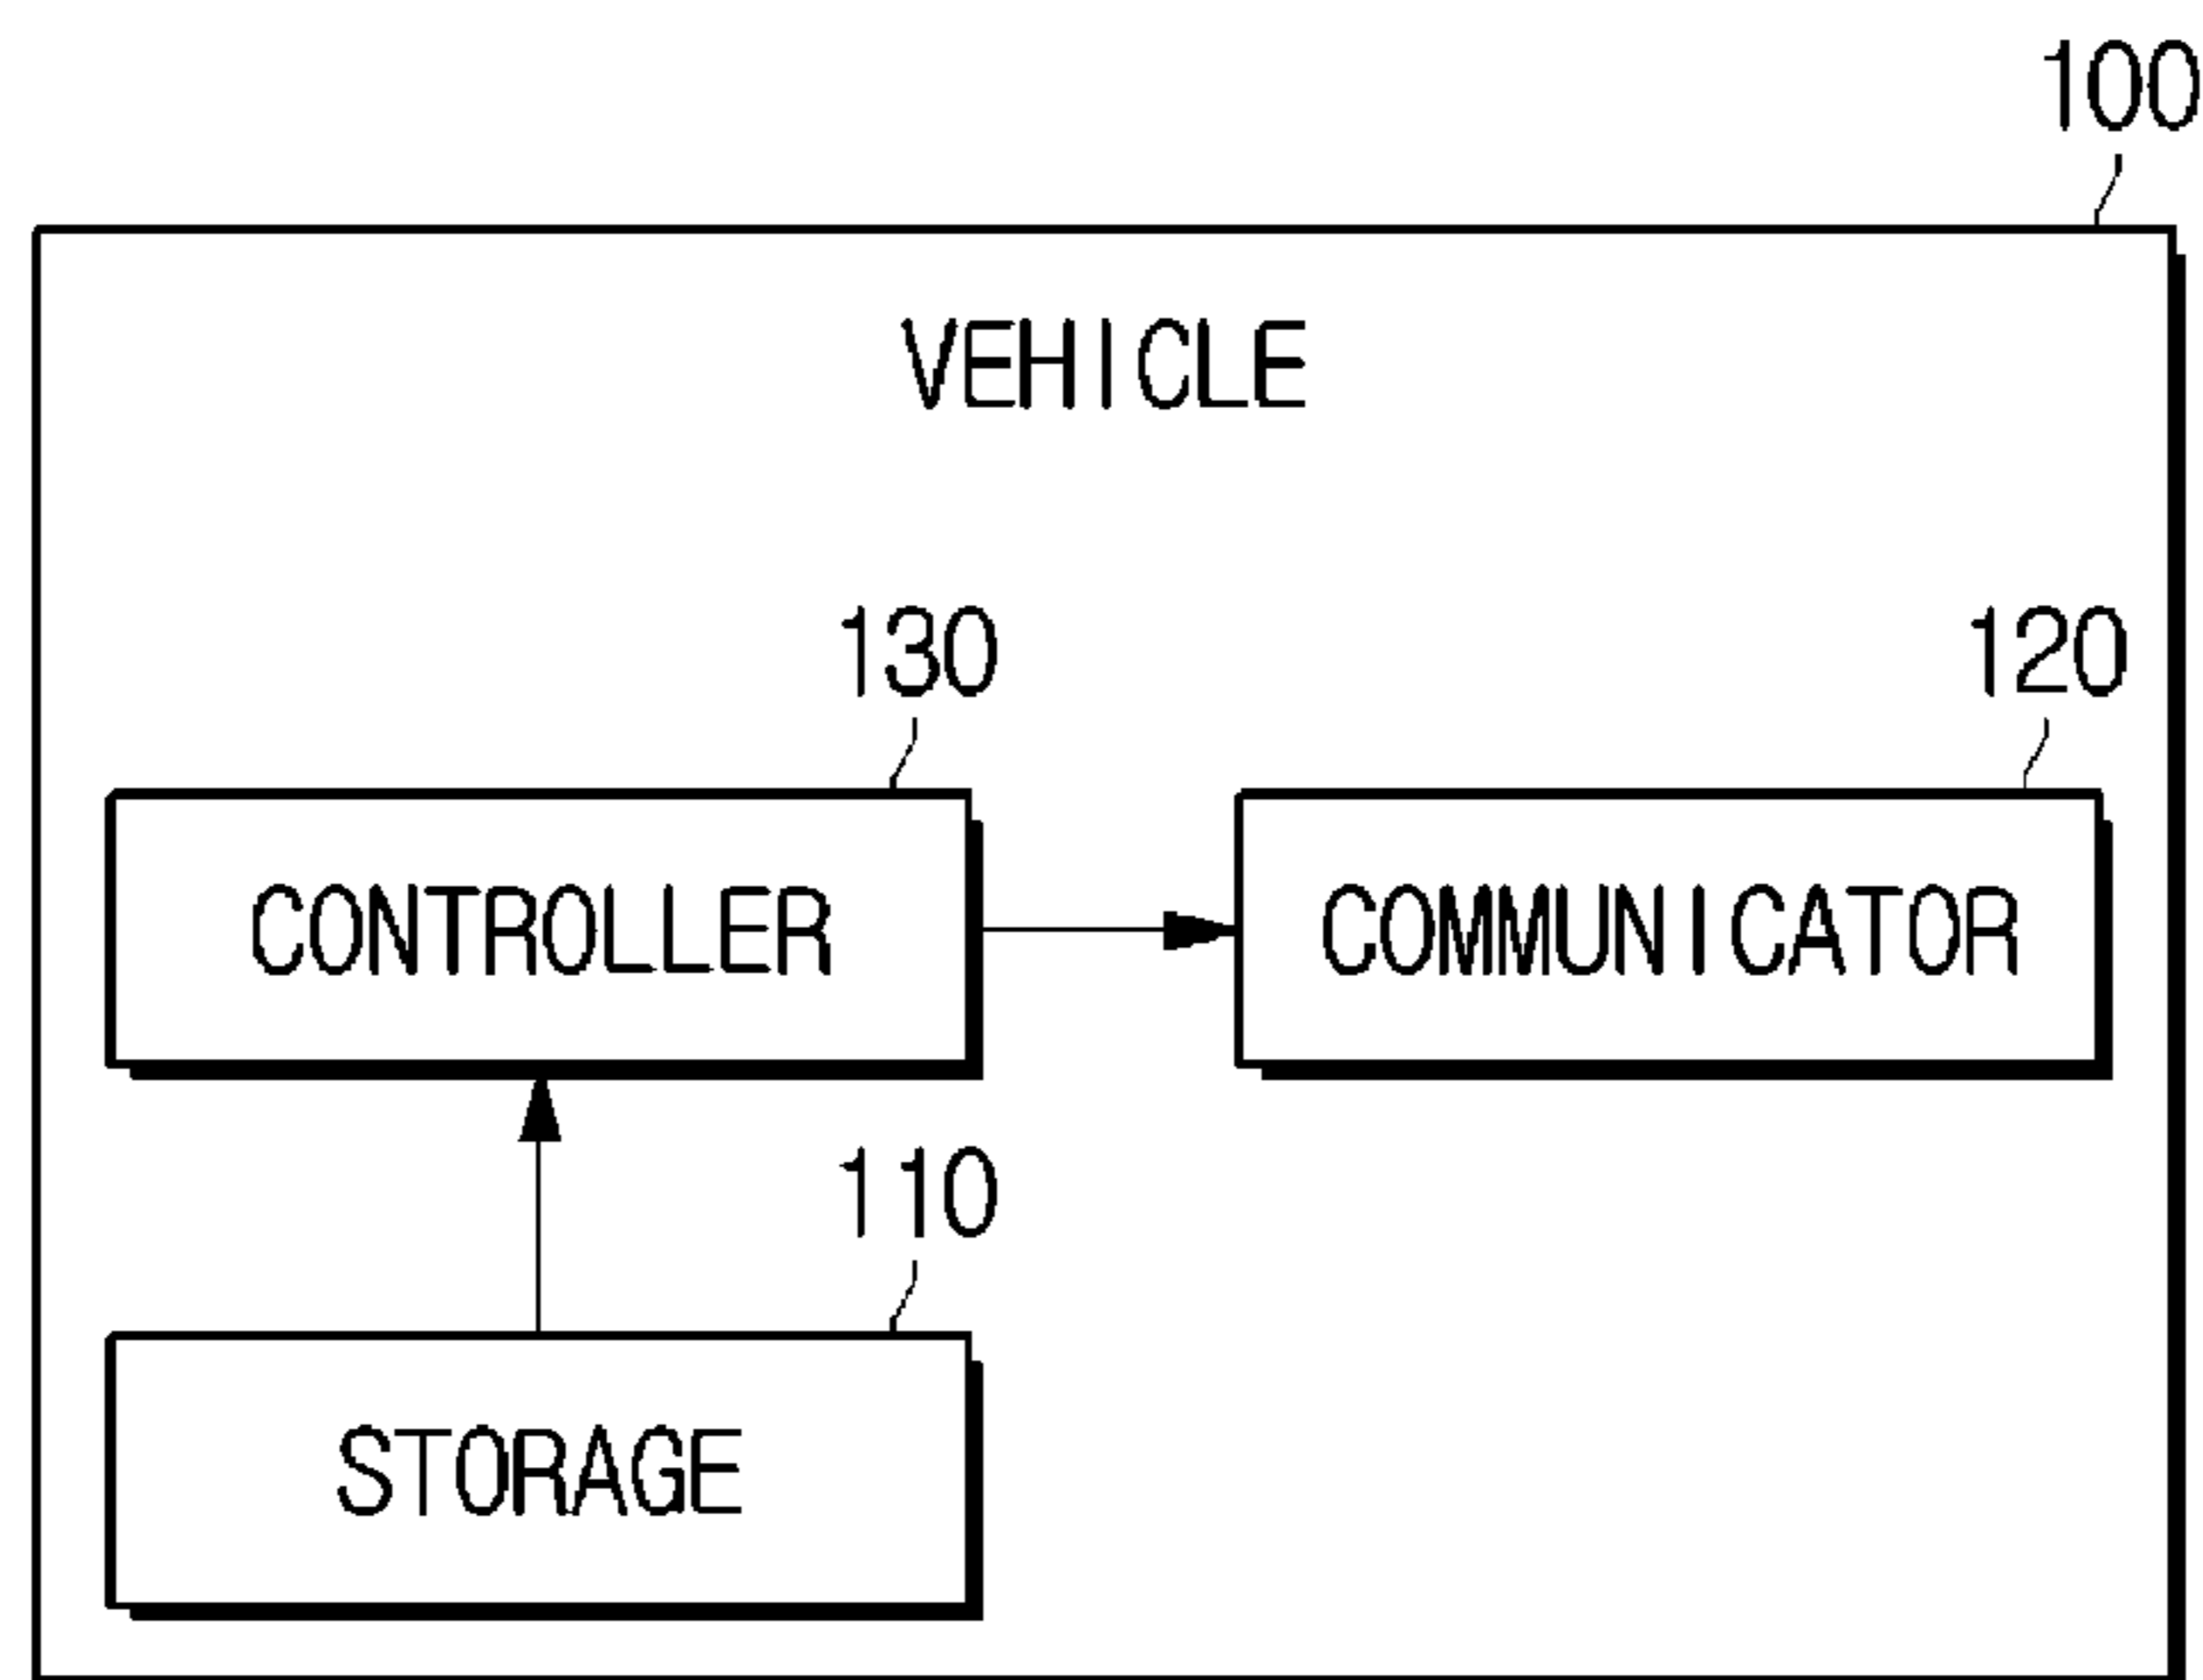 100
VEHICLE
130
120
CONTROLLER
COMMUNICATOR
110
STORAGE